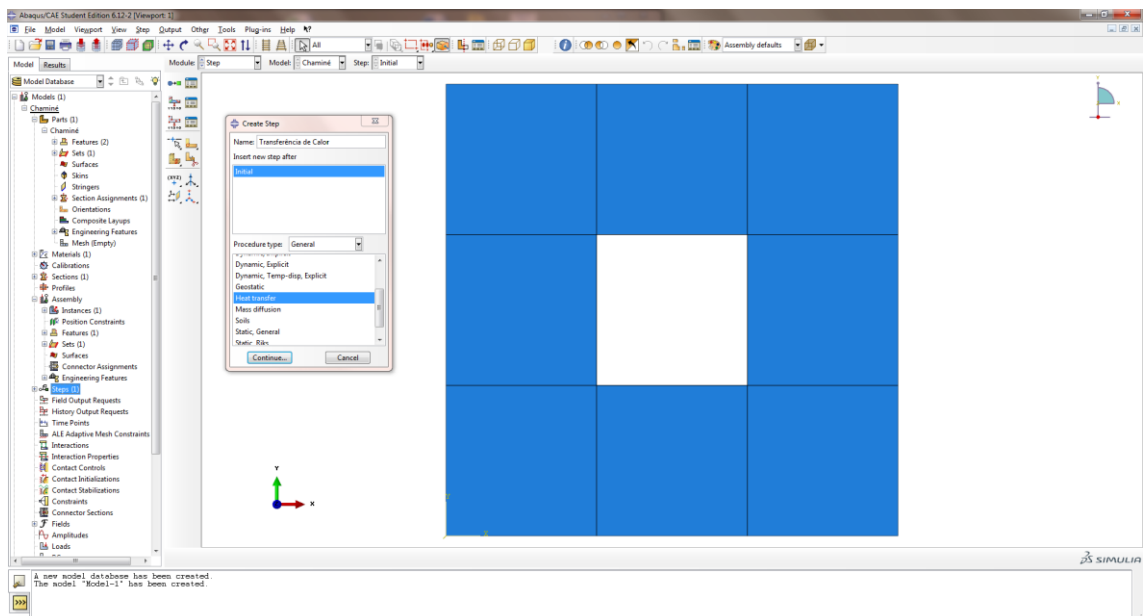 Abaqus/CAE Student Edition 6.12-2 [Viewport: 1]
File Model Viewport View Step Output Other Tools Plug-ins Help
All
Assembly defaults
Model Results
Module: Step Model: Chaminé Step: Initial
Model Database
Models (1)
Chaminé
Parts (1)
Chaminé
Features (2)
Sets (1)
Surfaces
Skins
Stringers
Section Assignments (1)
Orientations
Composite Layups
Engineering Features
Mesh (Empty)
Materials (1)
Calibrations
Sections (1)
Profiles
Assembly
Instances (1)
Position Constraints
Features (1)
Sets (1)
Surfaces
Connector Assignments
Engineering Features
Steps (1)
Field Output Requests
History Output Requests
Time Points
ALE Adaptive Mesh Constraints
Interactions
Interaction Properties
Contact Controls
Contact Initializations
Contact Stabilizations
Constraints
Connector Sections
Fields
Amplitudes
Loads
Create Step
Name: Transferência de Calor
Insert new step after
Initial
Procedure type: General
Dynamic, Explicit
Dynamic, Temp-disp, Explicit
Geostatic
Heat transfer
Mass diffusion
Soils
Static, General
Static, Riks
Continue... Cancel
Y
X
Y
X
SIMULIA
A new model database has been created.
The model "Model-1" has been created.
>>>